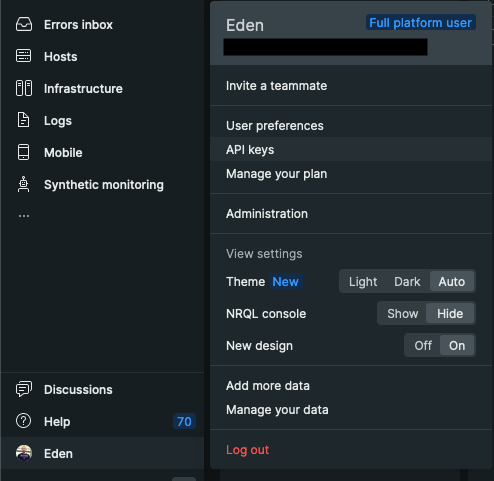 Errors inbox
Hosts
Infrastructure
Logs
Mobile
Synthetic monitoring
...
Discussions
Help 70
Eden
Eden Full platform user
Invite a teammate
User preferences
API keys
Manage your plan
Administration
View settings
Theme New Light Dark Auto
NRQL console Show Hide
New design Off On
Add more data
Manage your data
Log out